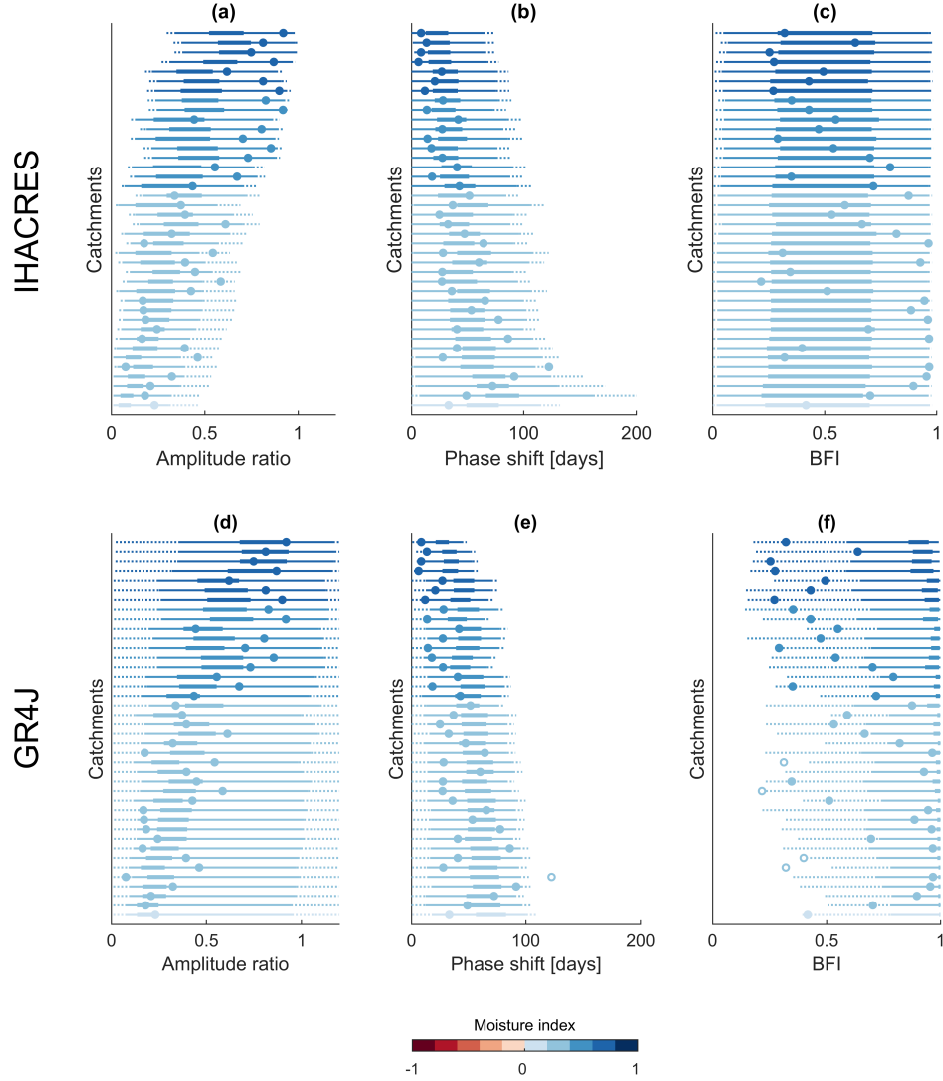 (a) (b) (c)
IHACRES
Catchments Catchments Catchments
0 0.5 1 0 100 200 0 0.5 1
Amplitude ratio Phase shift [days] BFI
(d) (e) (f)
GR4J
Catchments Catchments Catchments
0 0.5 1 0 100 200 0 0.5 1
Amplitude ratio Phase shift [days] BFI
Moisture index
-1 0 1